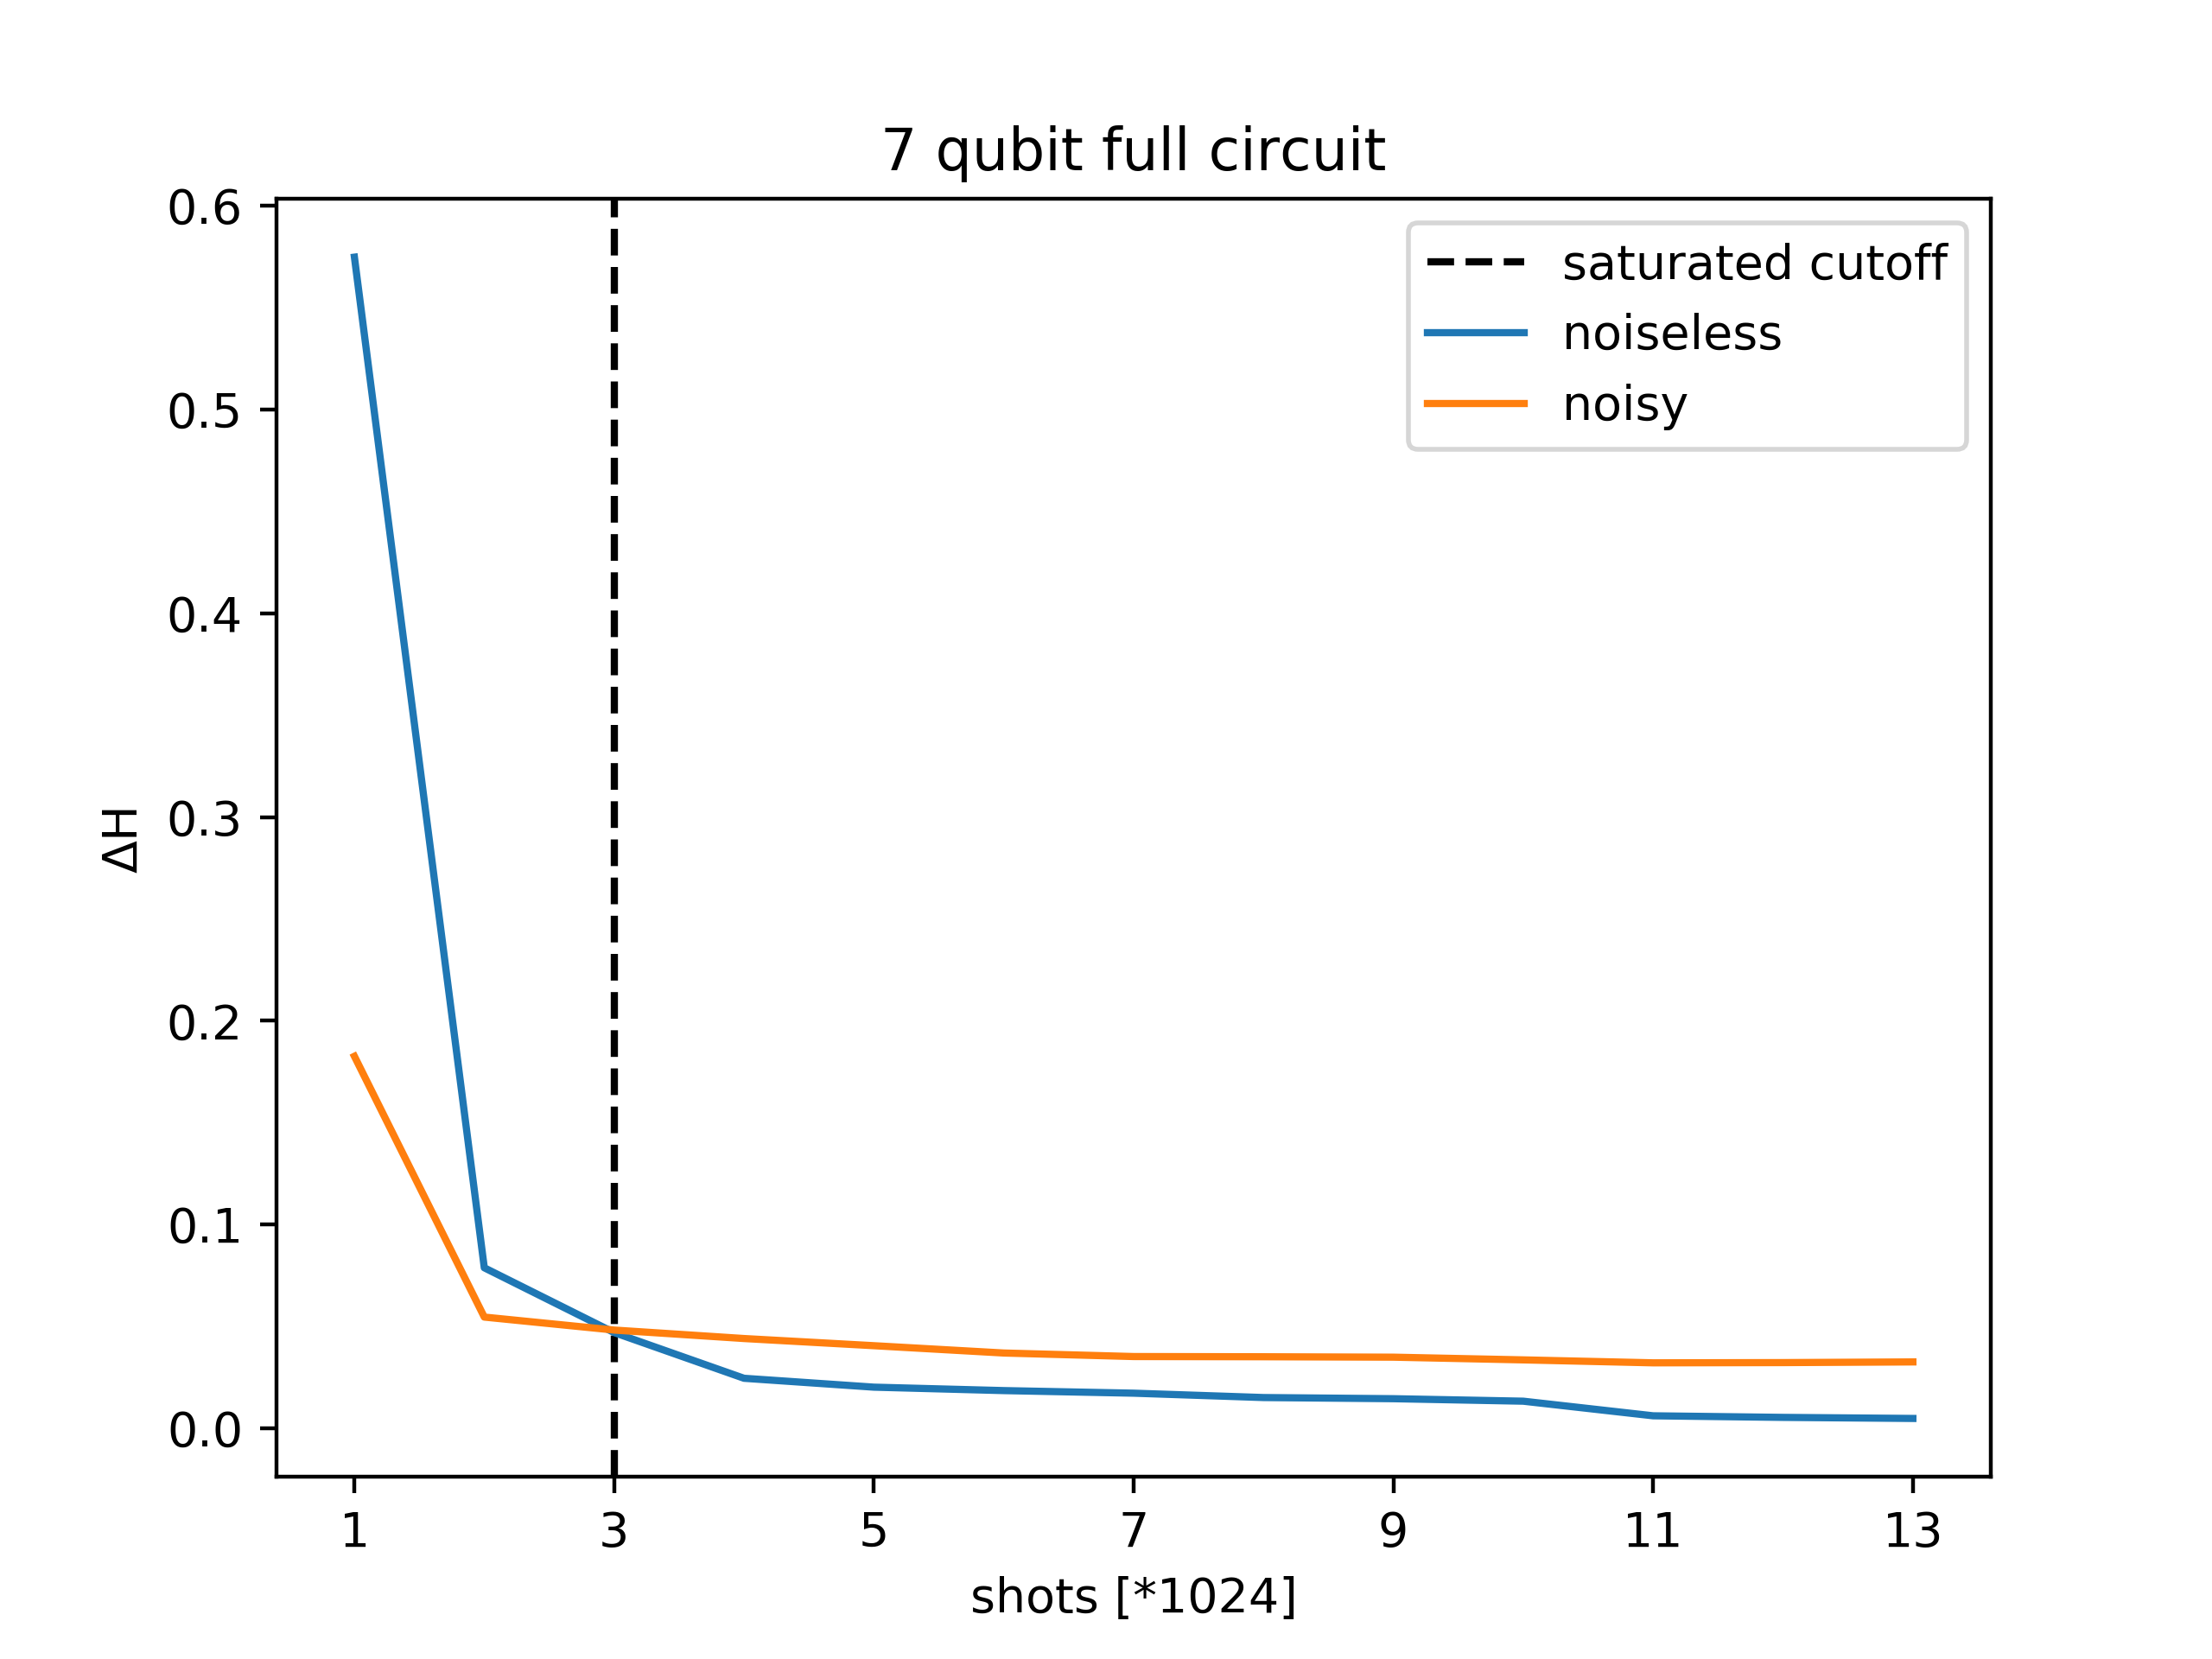 7 qubit full circuit
0.6
0.5
0.4
0.3
0.2
0.1
0.0
ΔH
saturated cutoff
noiseless
noisy
1 3 5 7 9 11 13
shots [*1024]